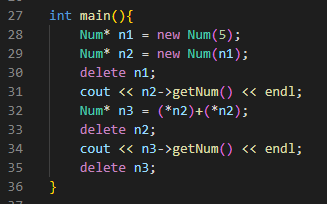 27 int main(){
28     Num* n1 = new Num(5);
29     Num* n2 = new Num(n1);
30     delete n1;
31     cout << n2->getNum() << endl;
32     Num* n3 = (*n2)+(*n2);
33     delete n2;
34     cout << n3->getNum() << endl;
35     delete n3;
36 }